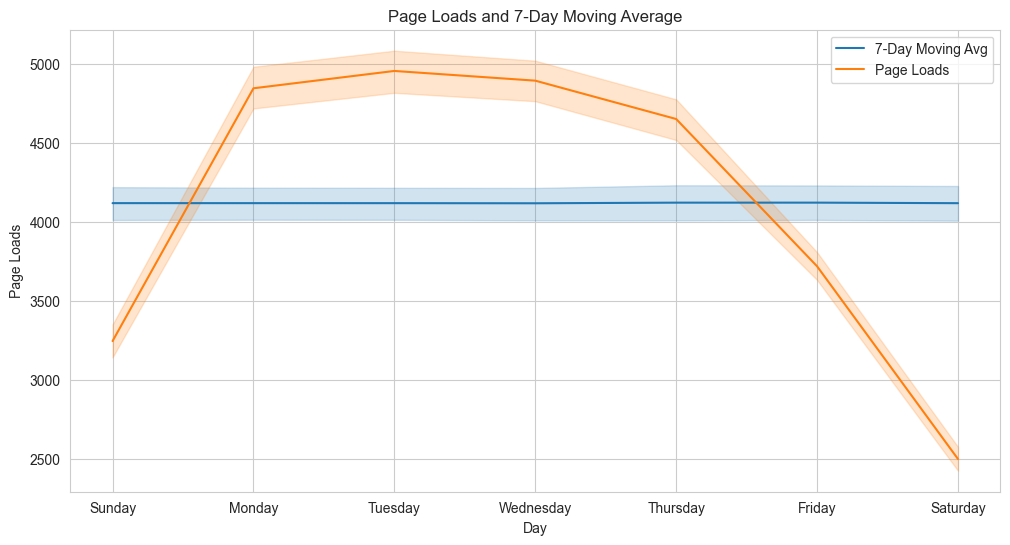 Page Loads and 7-Day Moving Average
7-Day Moving Avg
Page Loads
5000
4500
4000
3500
3000
2500
Page Loads
Sunday
Monday
Tuesday
Wednesday
Thursday
Friday
Saturday
Day